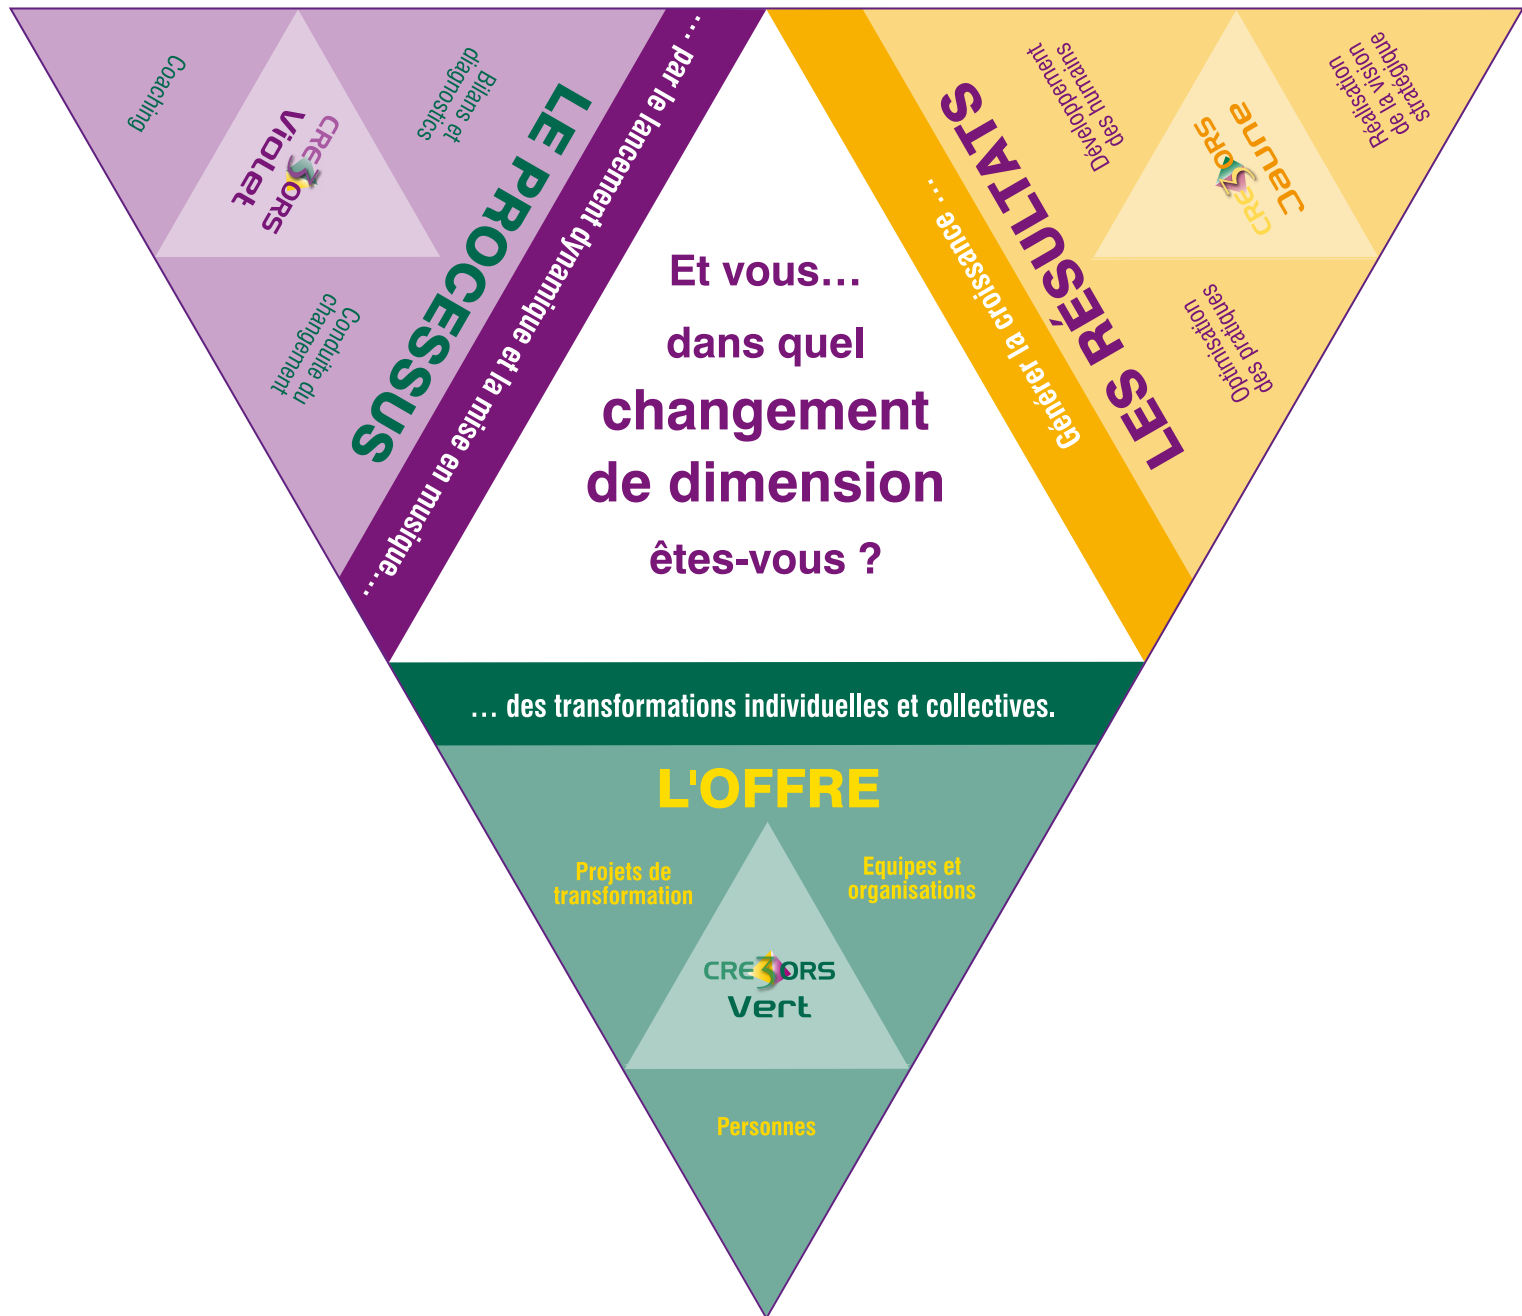 Et vous…
dans quel
changement
de dimension
êtes-vous ?
LES RÉSULTATS
Générer la croissance …
Développement
des humains
Réalisation
de la vision
stratégique
Optimisation
des pratiques
CRE3ORS
Jaune
LE PROCESSUS
… par le lancement dynamique et la mise en musique…
Bilans et
diagnostics
Coaching
Conduite du
changement
CRE3ORS
Violet
… des transformations individuelles et collectives.
L'OFFRE
Projets de
transformation
Equipes et
organisations
CRE3ORS
Vert
Personnes